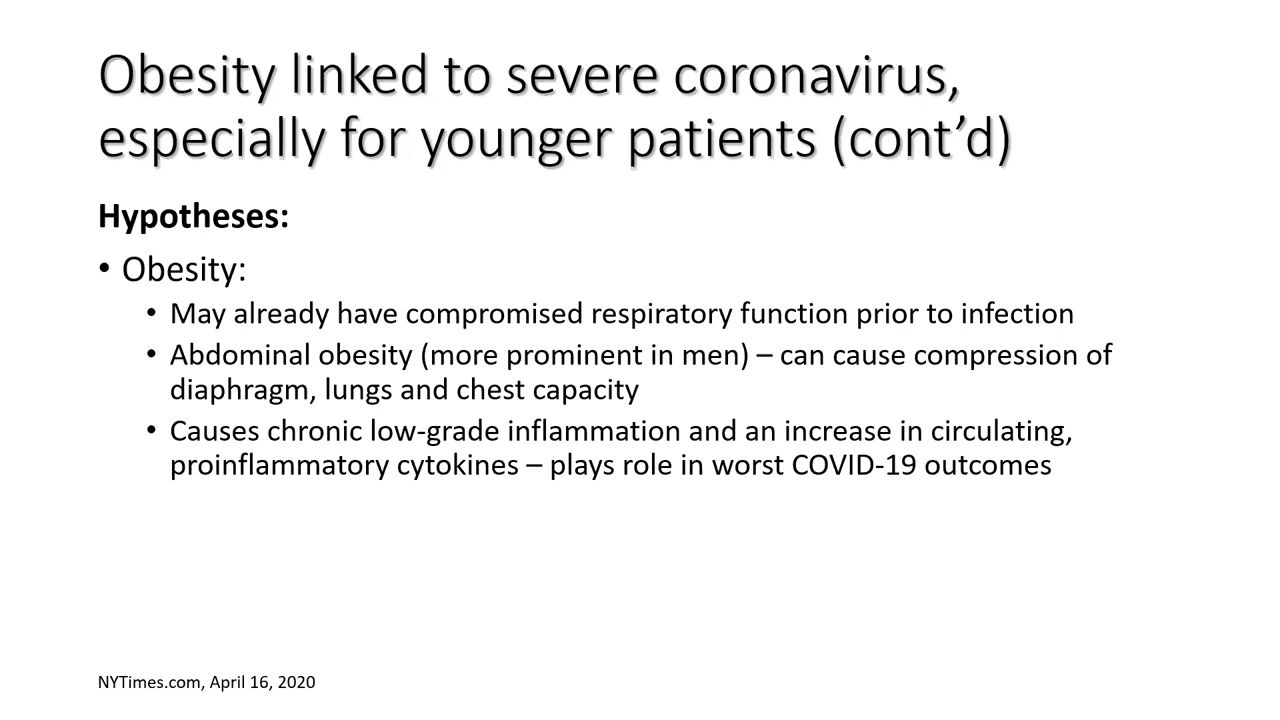 Obesity linked to severe coronavirus,
especially for younger patients (cont’d)
Hypotheses:
• Obesity:
• May already have compromised respiratory function prior to infection
• Abdominal obesity (more prominent in men) – can cause compression of
diaphragm, lungs and chest capacity
• Causes chronic low-grade inflammation and an increase in circulating,
proinflammatory cytokines – plays role in worst COVID-19 outcomes
NYTimes.com, April 16, 2020